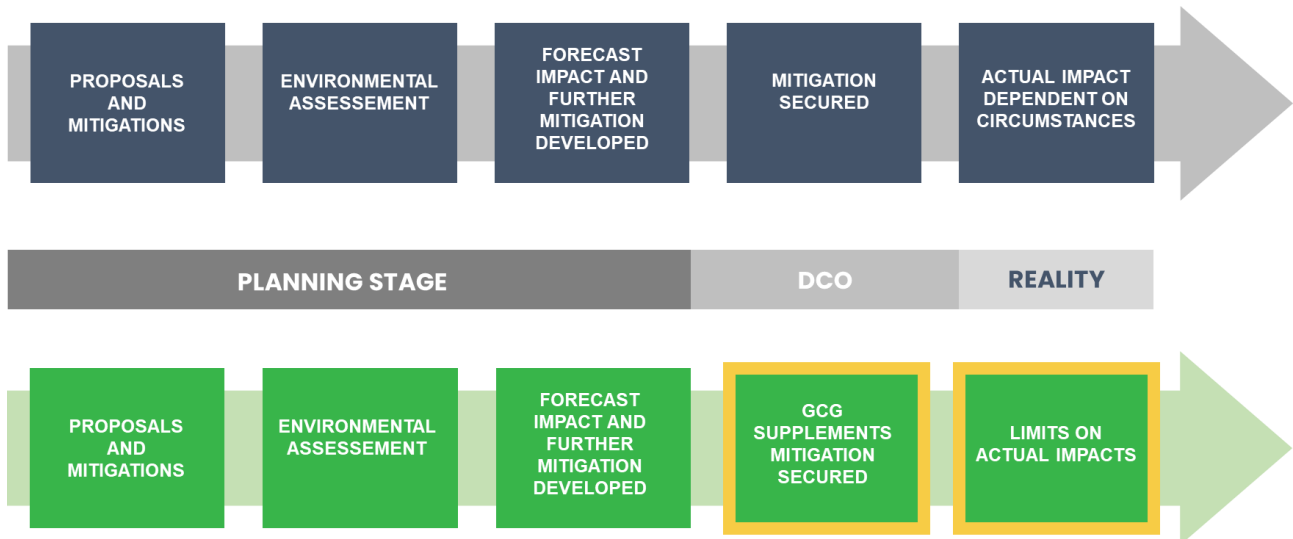 PROPOSALS
AND
MITIGATIONS
ENVIRONMENTAL
ASSESSEMENT
FORECAST
IMPACT AND
FURTHER
MITIGATION
DEVELOPED
MITIGATION
SECURED
ACTUAL IMPACT
DEPENDENT ON
CIRCUMSTANCES
PLANNING STAGE
DCO
REALITY
PROPOSALS
AND
MITIGATIONS
ENVIRONMENTAL
ASSESSMENT
FORECAST
IMPACT AND
FURTHER
MITIGATION
DEVELOPED
GCG
SUPPLEMENTS
MITIGATION
SECURED
LIMITS ON
ACTUAL IMPACTS